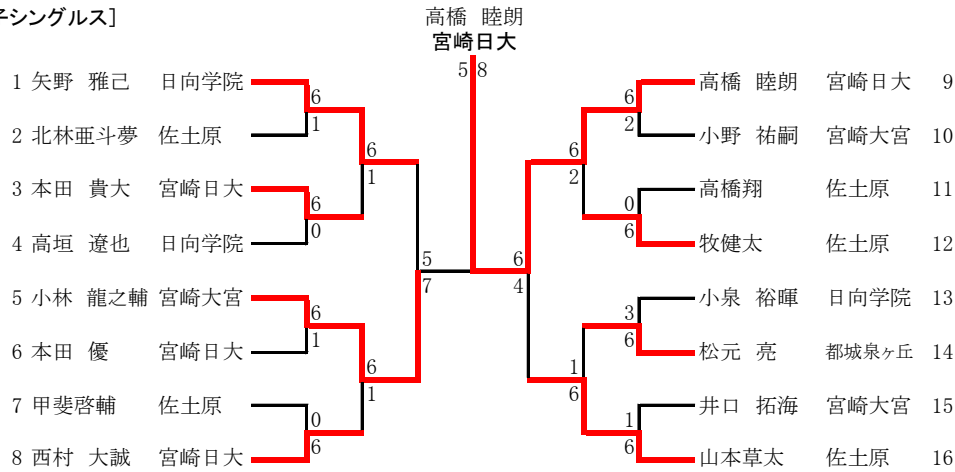 子シングルス]
高橋 睦朗
宮崎日大
5 8
1 矢野 雅己 日向学院
6
1
2 北林亜斗夢 佐土原
6
1
3 本田 貴大 宮崎日大
6
0
4 高垣 遼也 日向学院
5
7
5 小林 龍之輔 宮崎大宮
6
1
6 本田 優 宮崎日大
6
1
7 甲斐啓輔 佐土原
0
6
8 西村 大誠 宮崎日大
高橋 睦朗 宮崎日大 9
6
2
小野 祐嗣 宮崎大宮 10
6
2
高橋翔 佐土原 11
0
6
牧健太 佐土原 12
6
4
小泉 裕暉 日向学院 13
3
6
松元 亮 都城泉ヶ丘 14
1
6
井口 拓海 宮崎大宮 15
1
6
山本草太 佐土原 16